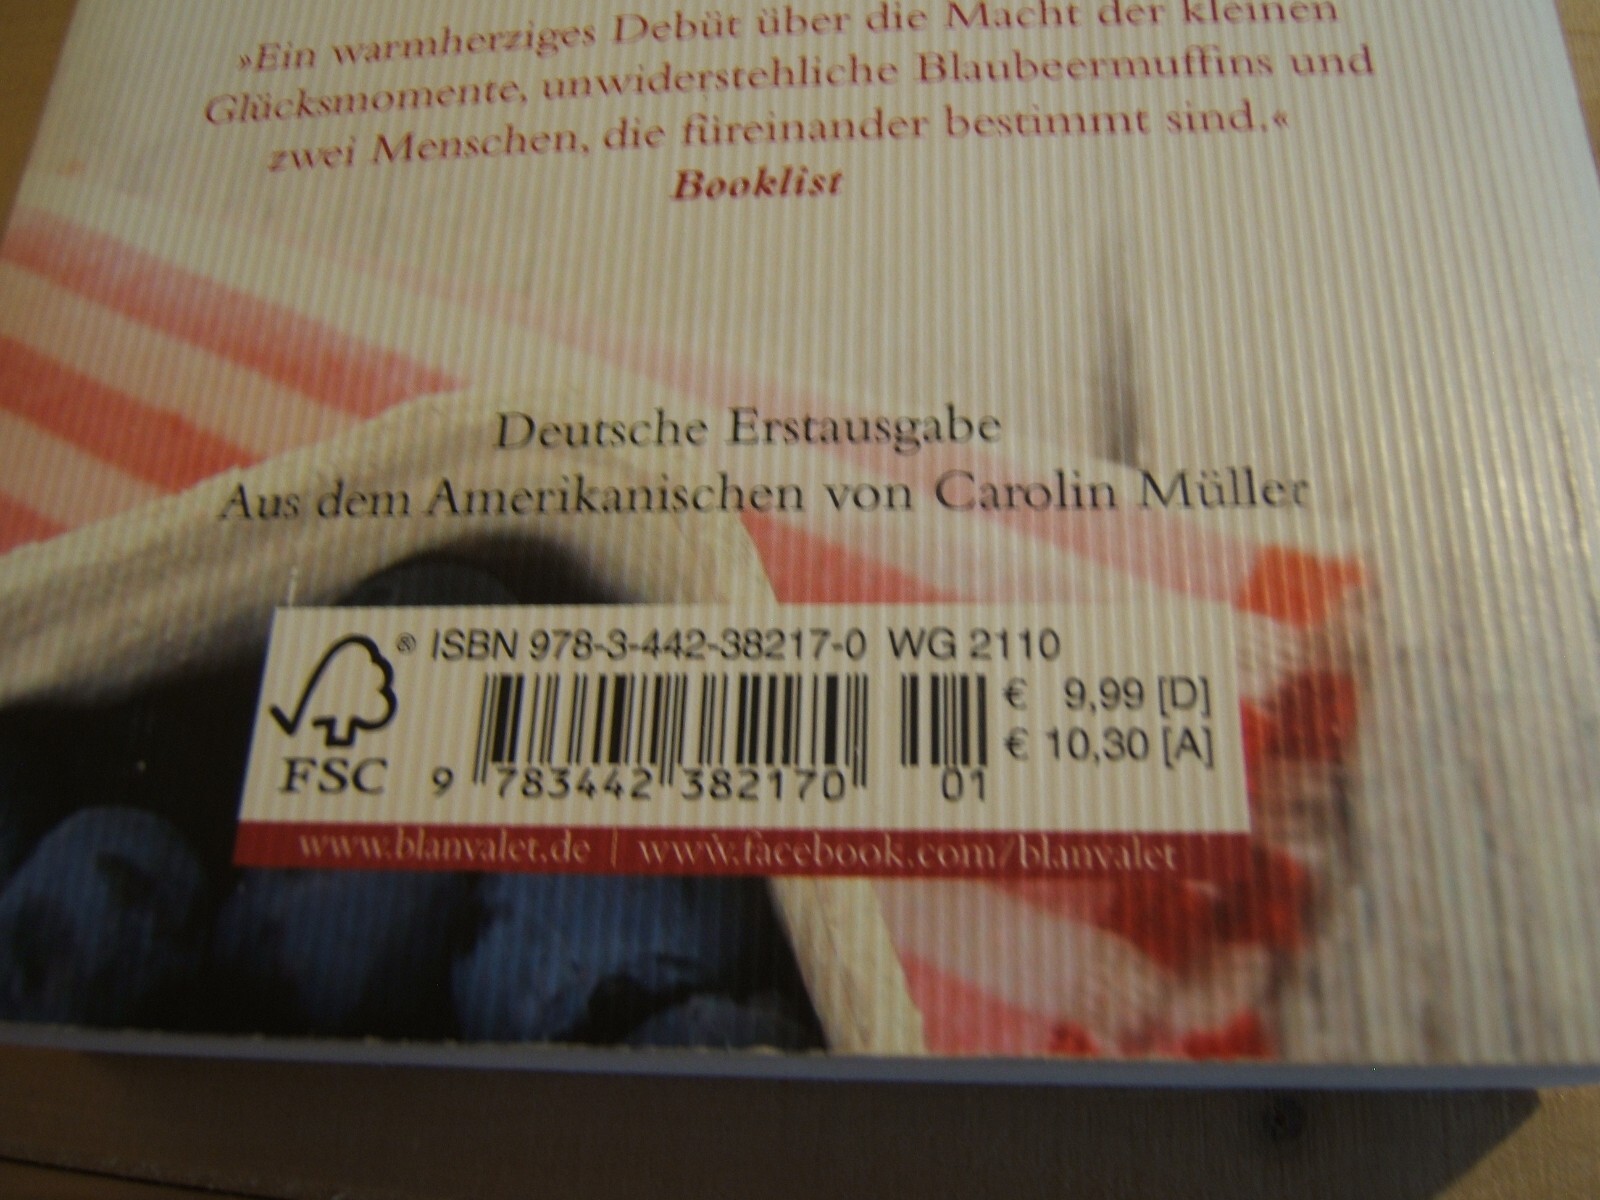 »Ein warmherziges Debüt über die Macht der kleinen
Glücksmomente, unwiderstehliche Blaubeermuffins und
zwei Menschen, die füreinander bestimmt sind.«
Booklist
Deutsche Erstausgabe
Aus dem Amerikanischen von Carolin Müller
® ISBN 978-3-442-38217-0 WG 2110
€ 9,99 [D]
€ 10,30 [A]
FSC
9 783442 382170 01
www.blanvalet.de | www.facebook.com/blanvalet